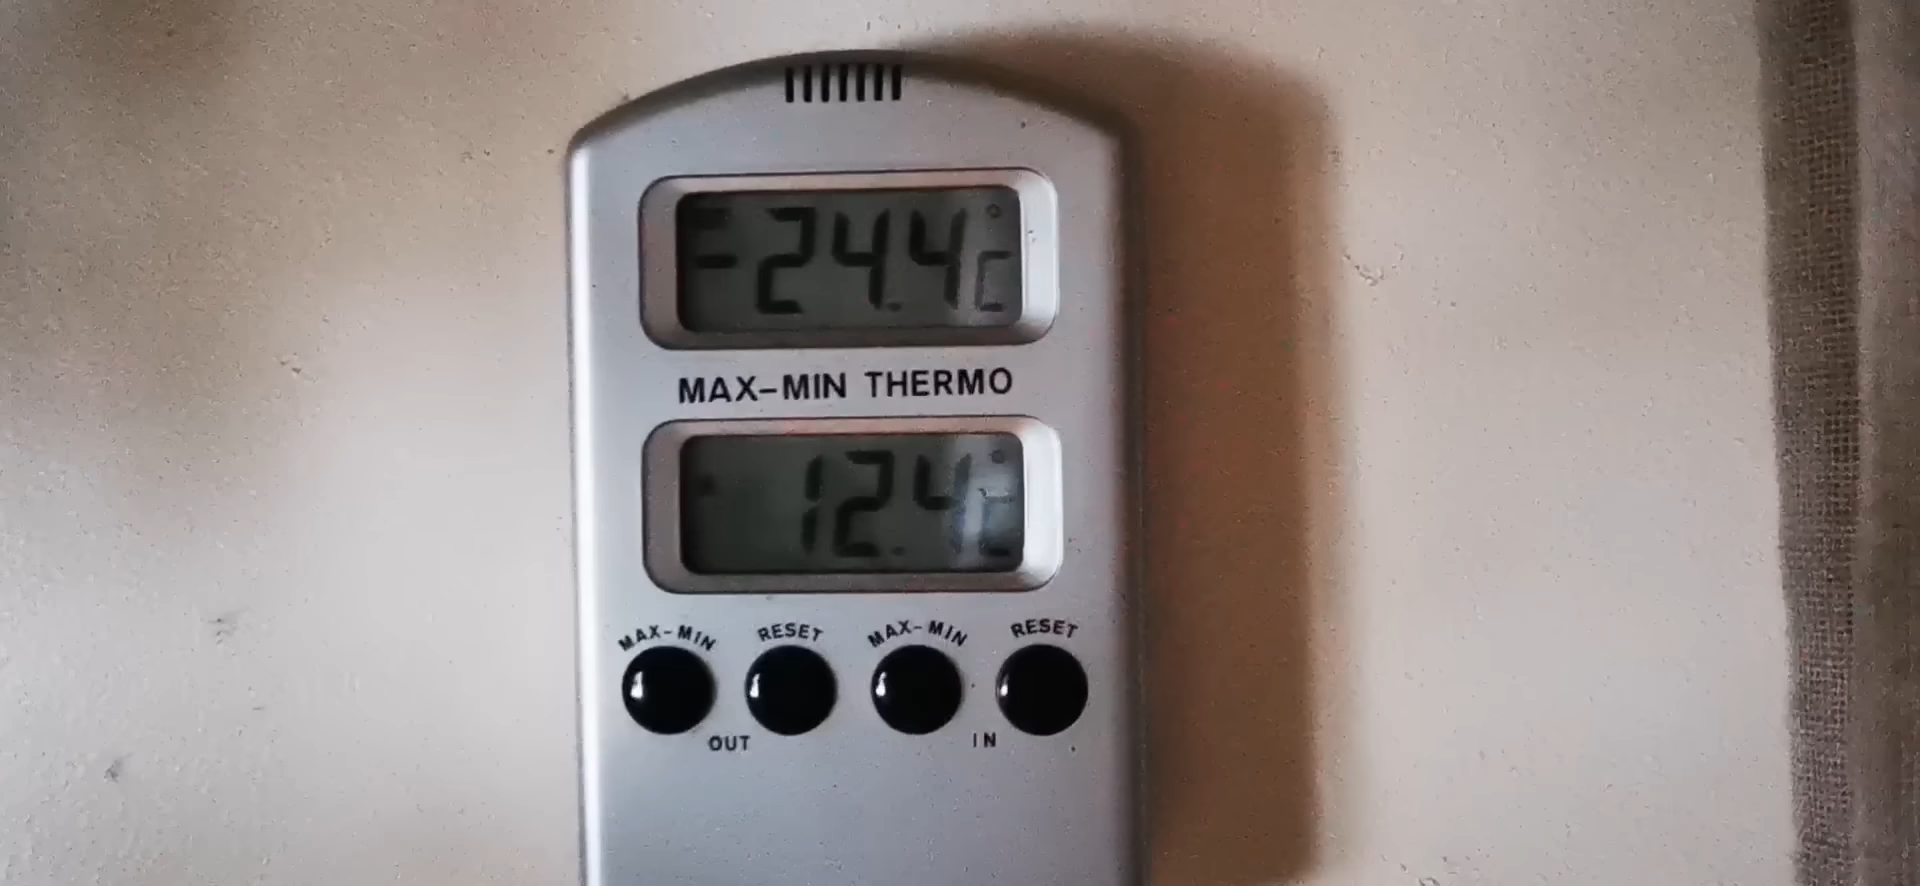 -24.4°C
MAX-MIN THERMO
12.4°C
MAX-MIN RESET MAX-MIN RESET
OUT IN